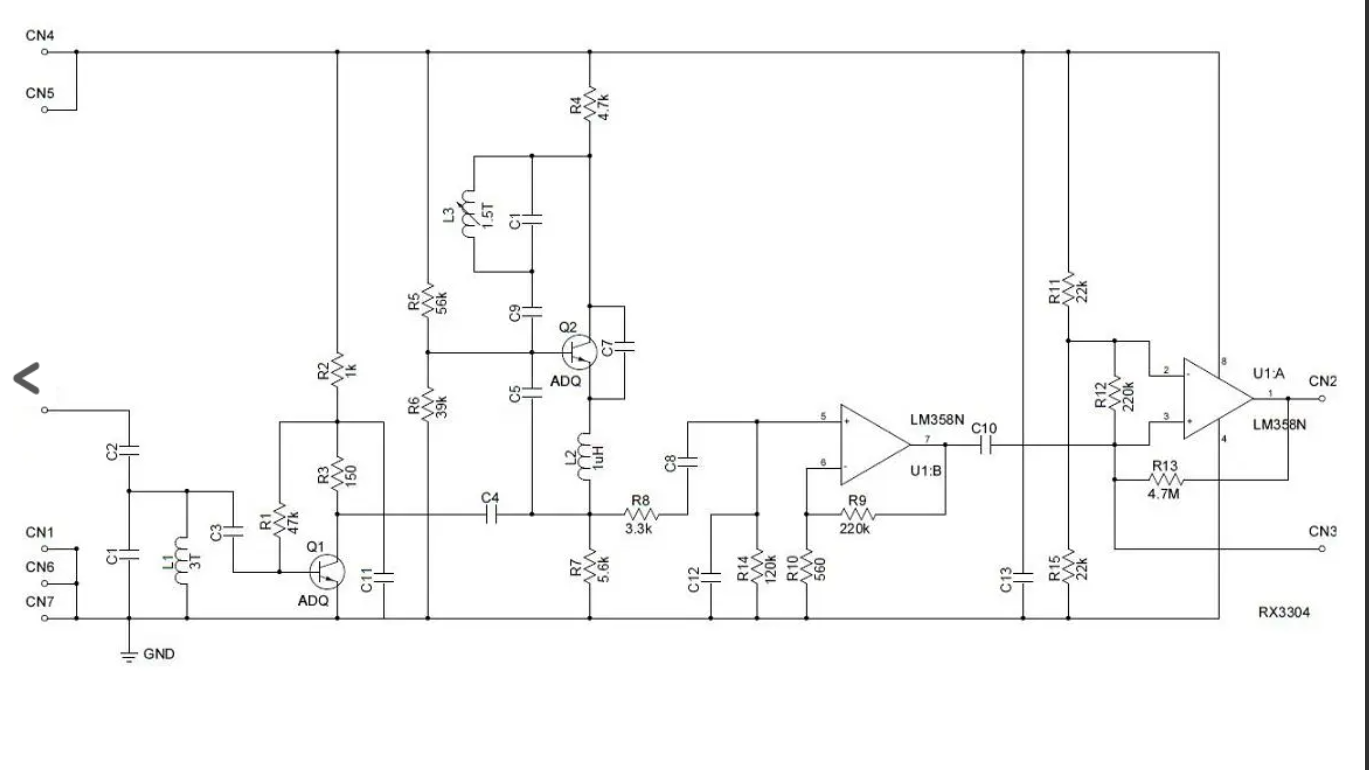 CN4
CN5
R4 4.7k
L3 1.5T
C1
R5 56k
C9
Q2
ADQ
C7
R11 22k
R2 1k
R6 39k
C5
R12 220k
2
-
3
+
8
4
1
U1:A
LM358N
CN2
<
C2
R3 150
L2 1uH
C8
5
+
6
-
7
LM358N
U1:B
C10
R13
4.7M
C4
R8
3.3k
R9
220k
CN1
CN6
CN7
C1
L1 3T
C3
R1 47k
Q1
ADQ
C11
R7 5.6k
C12
R14 120k
R10 560
C13
R15 22k
CN3
RX3304
GND